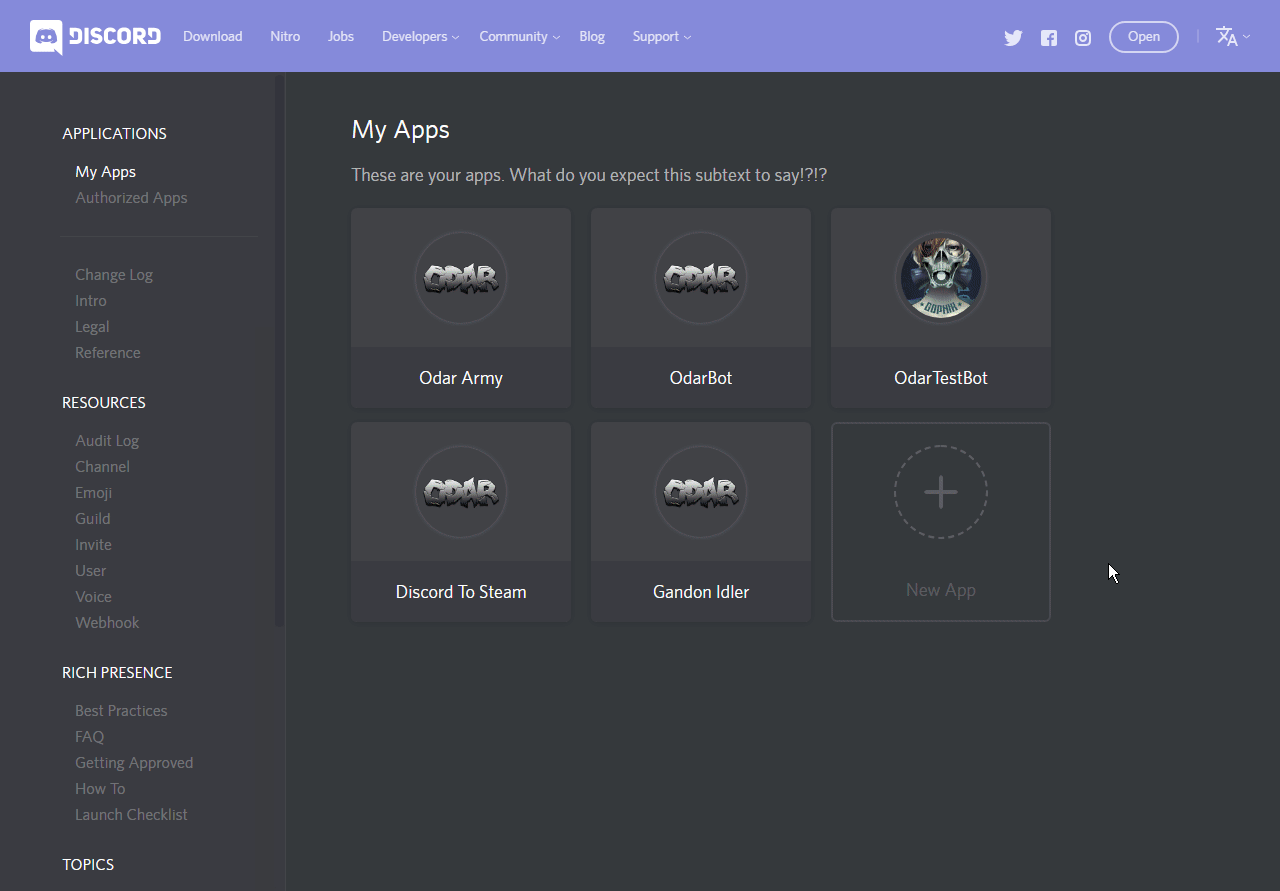 DISCORD Download Nitro Jobs Developers Community Blog Support Open
APPLICATIONS
My Apps
Authorized Apps
Change Log
Intro
Legal
Reference
RESOURCES
Audit Log
Channel
Emoji
Guild
Invite
User
Voice
Webhook
RICH PRESENCE
Best Practices
FAQ
Getting Approved
How To
Launch Checklist
TOPICS
My Apps
These are your apps. What do you expect this subtext to say!?!?
ODAR
ODAR
GOPNIK
Odar Army
OdarBot
OdarTestBot
ODAR
ODAR
Discord To Steam
Gandon Idler
New App